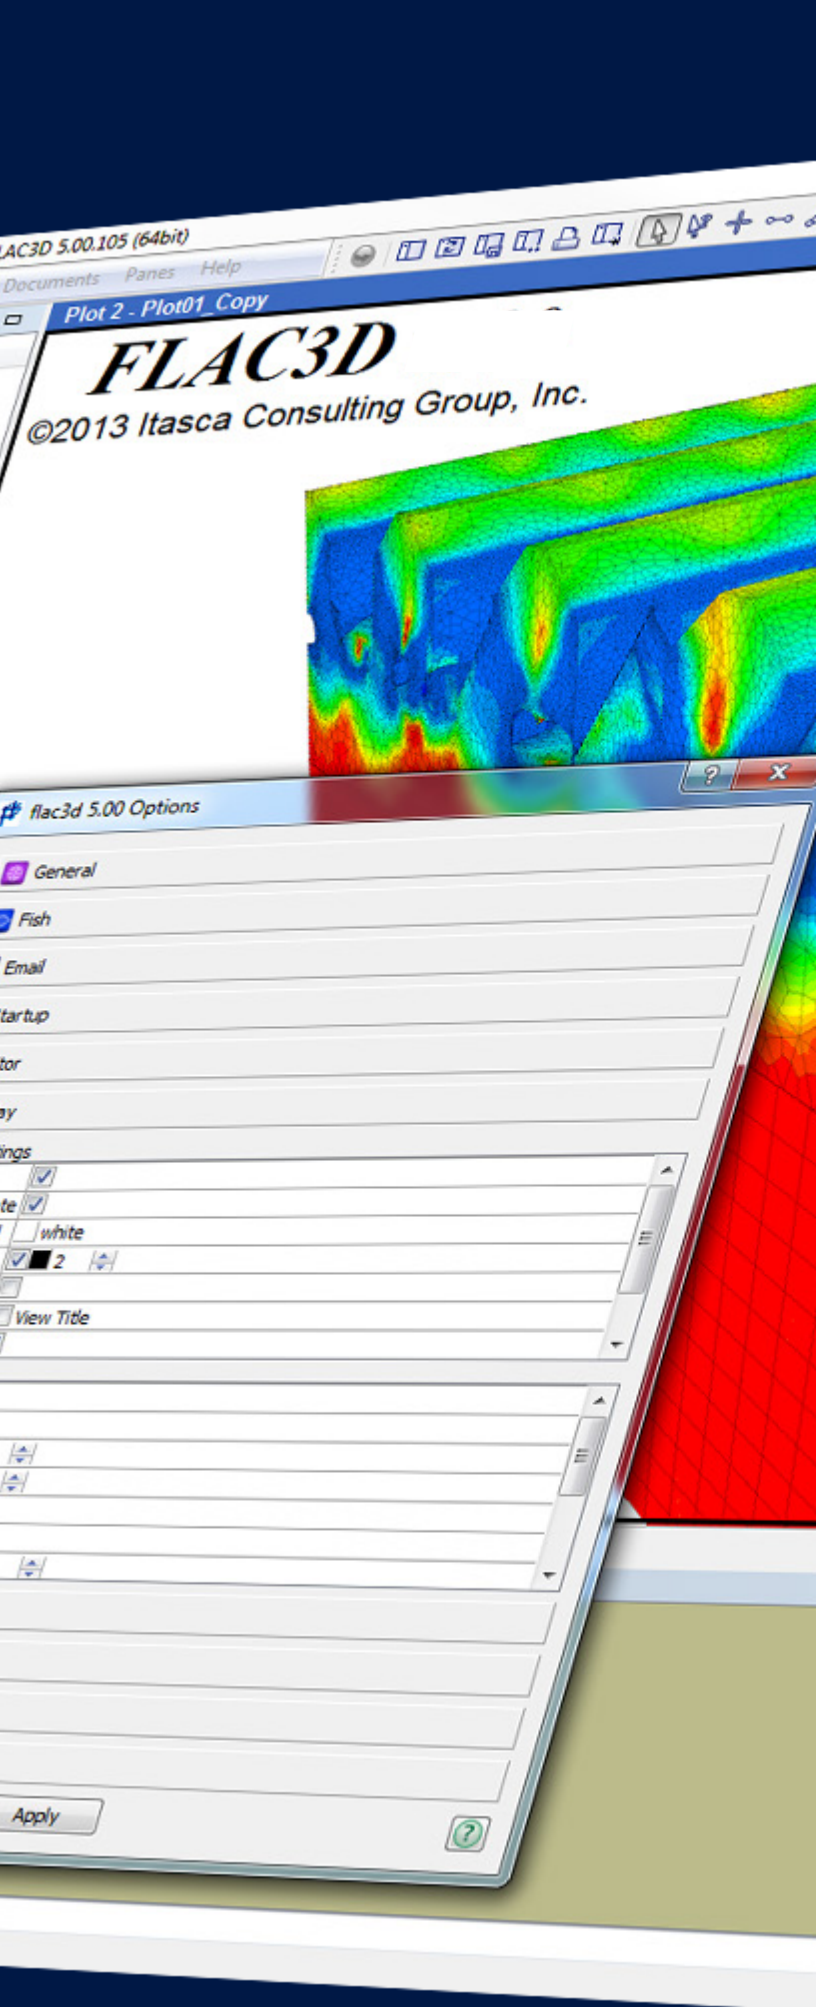 LAC3D 5.00.105 (64bit)
Documents Panes Help
Plot 2 - Plot01_Copy
FLAC3D
©2013 Itasca Consulting Group, Inc.
flac3d 5.00 Options
General
Fish
Email
tartup
tor
ay
ings
te
white
2
View Title
Apply